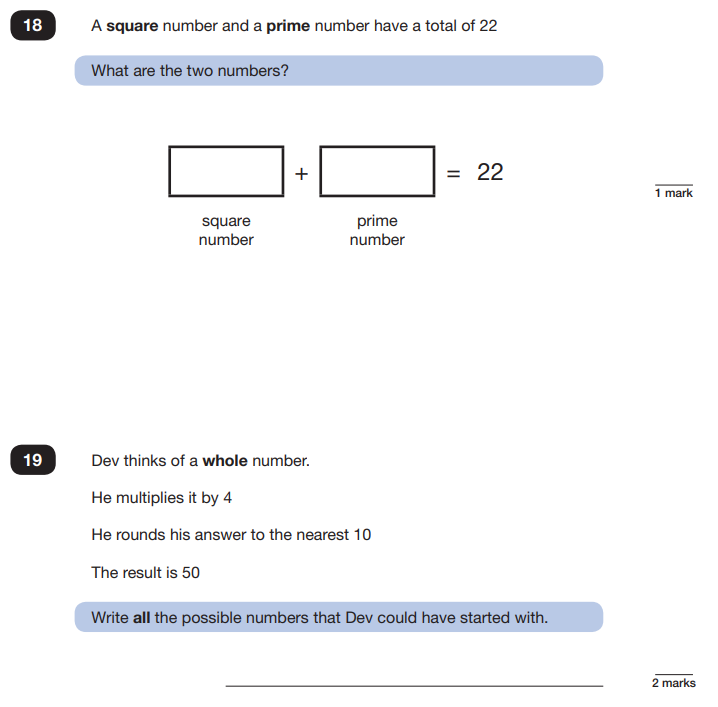 18 A square number and a prime number have a total of 22
What are the two numbers?
+ = 22
1 mark
square number
prime number
19 Dev thinks of a whole number.
He multiplies it by 4
He rounds his answer to the nearest 10
The result is 50
Write all the possible numbers that Dev could have started with.
2 marks